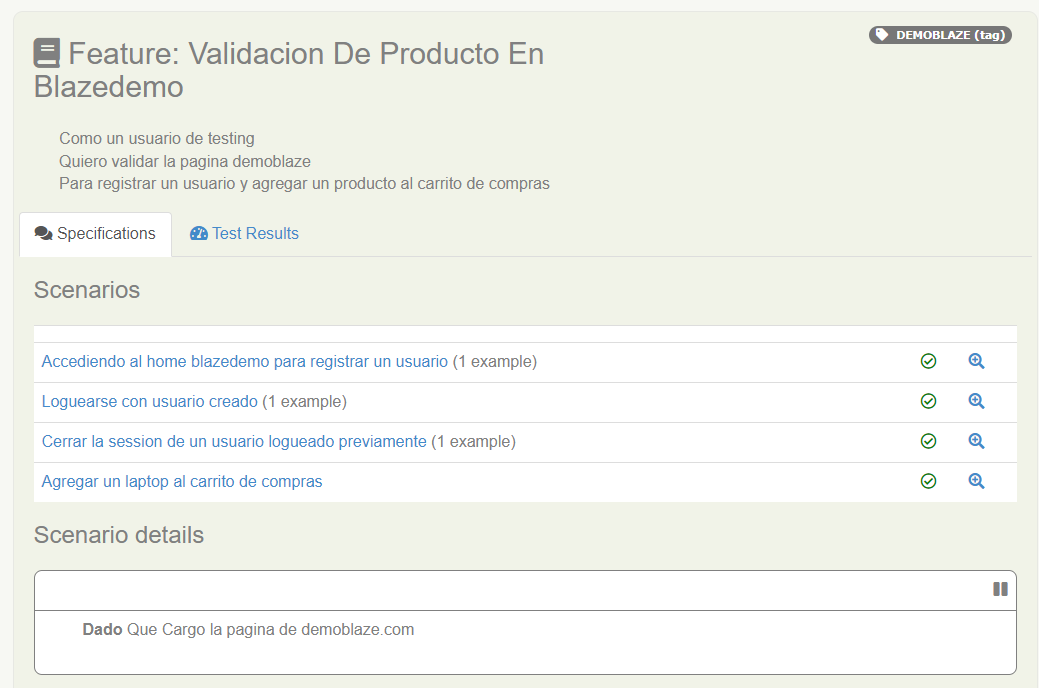 Feature: Validacion De Producto En
Blazedemo
DEMOBLAZE (tag)
Como un usuario de testing
Quiero validar la pagina demoblaze
Para registrar un usuario y agregar un producto al carrito de compras
Specifications
Test Results
Scenarios
Accediendo al home blazedemo para registrar un usuario (1 example)
Loguearse con usuario creado (1 example)
Cerrar la session de un usuario logueado previamente (1 example)
Agregar un laptop al carrito de compras
Scenario details
Dado Que Cargo la pagina de demoblaze.com